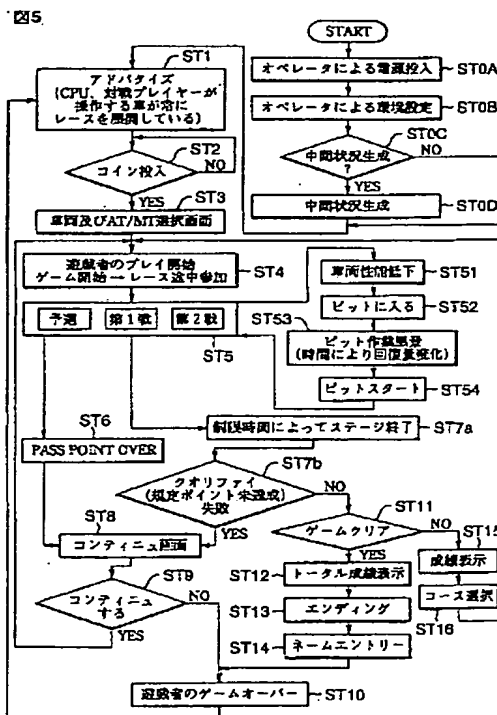 図5
START
ST1
アドバタイズ
(CPU、対戦プレイヤーが
操作する車が常に
レースを展開している)
オペレータによる電源投入
ST0A
オペレータによる環境設定
ST0B
ST0C
中間状況生成
?
NO
YES
中間状況生成
ST0D
ST2
コイン投入
NO
YES
ST3
車両及びAT/MT選択画面
遊戯者のプレイ開始
ゲーム開始→レース途中参加
ST4
予選
第1戦
第2戦
ST5
車両性能低下
ST51
ピットに入る
ST52
ST53
ピット作業風景
(時間により回復量変化)
ピットスタート
ST54
ST6
PASS POINT OVER
制限時間によってステージ終了
ST7a
ST7b
クオリファイ
(規定ポイント未達成)
失敗
NO
YES
ST8
コンティニュ画面
ST9
コンティニュ
する
NO
YES
ST11
ゲームクリア
NO
YES
ST12
トータル成績表示
ST13
エンディング
ST14
ネームエントリー
ST15
成績表示
コース選択
ST16
遊戯者のゲームオーバー
ST10